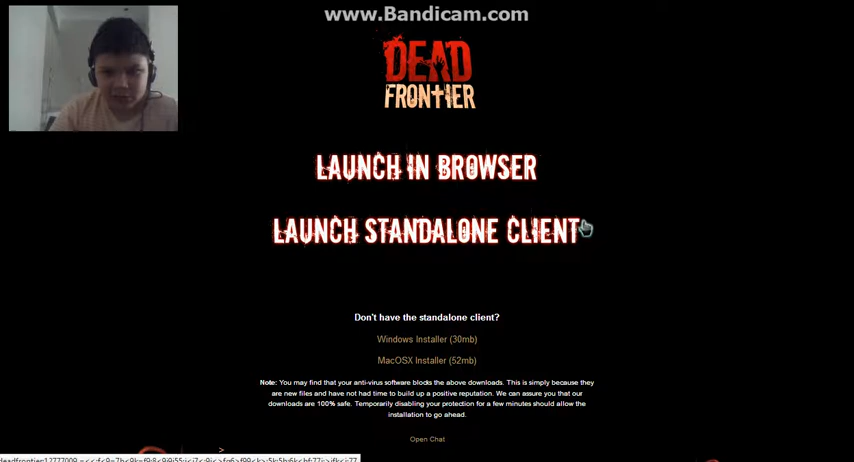 www.Bandicam.com
DEAD
FRONTIER
LAUNCH IN BROWSER
LAUNCH STANDALONE CLIENT
Don't have the standalone client?
Windows Installer (30mb)
MacOSX Installer (52mb)
Note: You may find that your anti-virus software blocks the above downloads. This is simply because they
are new files and have not had time to build up a positive reputation. We can assure you that our
downloads are 100% safe. Temporarily disabling your protection for a few minutes should allow the
installation to go ahead.
Open Chat
>